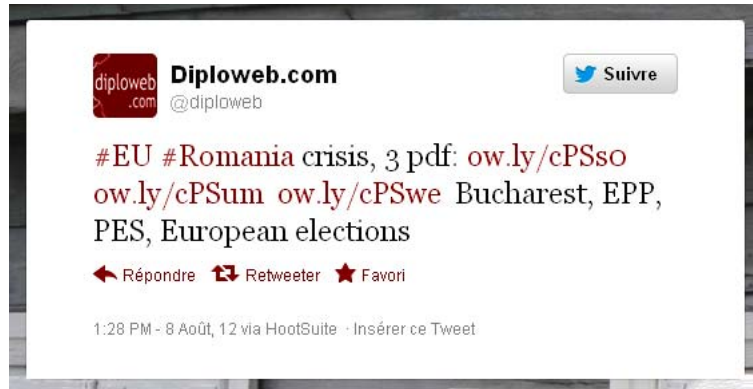 diploweb
.com
Diploweb.com
@diploweb
Suivre
#EU #Romania crisis, 3 pdf: ow.ly/cPSs0
ow.ly/cPSum ow.ly/cPSwe Bucharest, EPP,
PES, European elections
Répondre Retweeter Favori
1:28 PM - 8 Août, 12 via HootSuite · Insérer ce Tweet